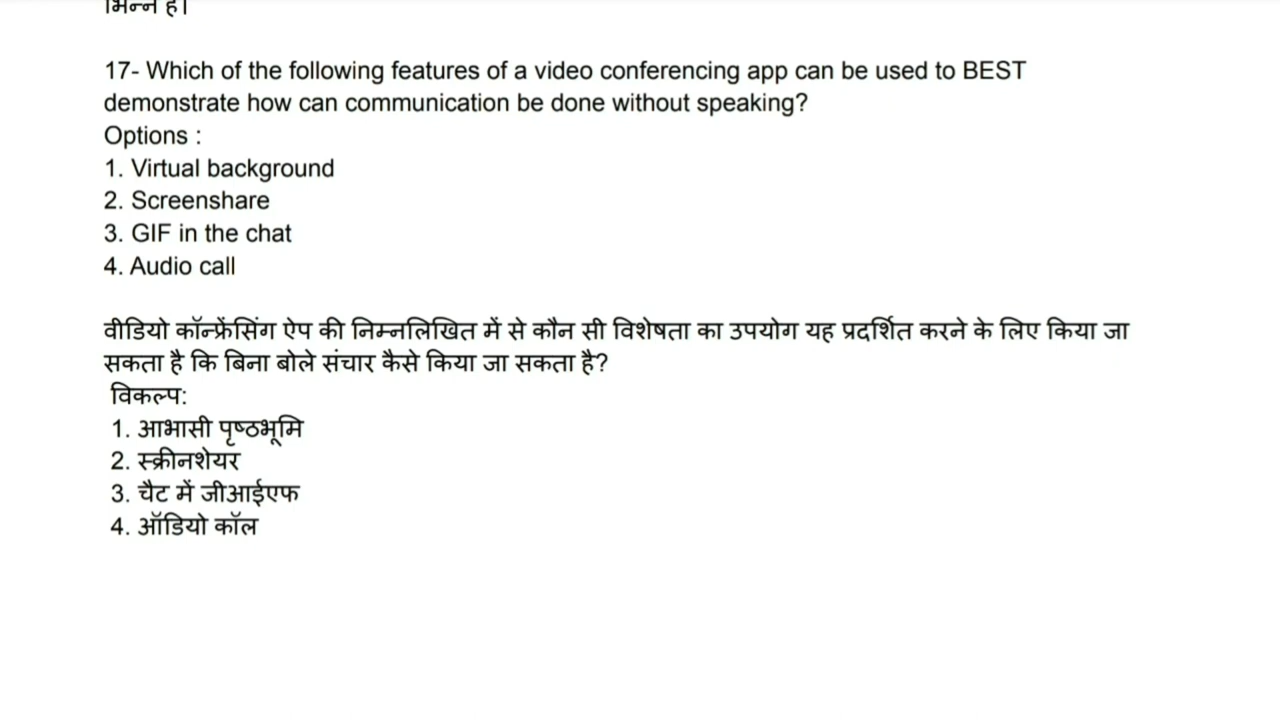 भिन्न है।
17- Which of the following features of a video conferencing app can be used to BEST
demonstrate how can communication be done without speaking?
Options :
1. Virtual background
2. Screenshare
3. GIF in the chat
4. Audio call
वीडियो कॉन्फ्रेंसिंग ऐप की निम्नलिखित में से कौन सी विशेषता का उपयोग यह प्रदर्शित करने के लिए किया जा
सकता है कि बिना बोले संचार कैसे किया जा सकता है?
विकल्प:
1. आभासी पृष्ठभूमि
2. स्क्रीनशेयर
3. चैट में जीआईएफ
4. ऑडियो कॉल